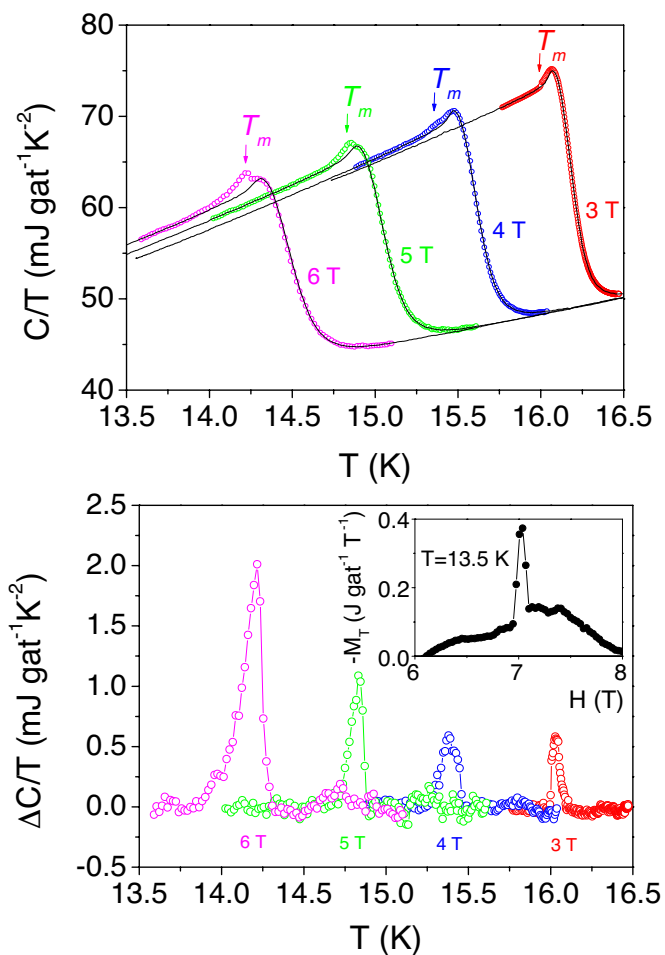 80
70
60
50
40
C/T (mJ gat⁻¹K⁻²)
T_m
T_m
T_m
T_m
6 T
5 T
4 T
3 T
13.5 14.0 14.5 15.0 15.5 16.0 16.5
T (K)
2.5
2.0
1.5
1.0
0.5
0.0
-0.5
ΔC/T (mJ gat⁻¹K⁻²)
0.4
0.2
0.0
-M_T (J gat⁻¹ T⁻¹)
T=13.5 K
6 7 8
H (T)
6 T 5 T 4 T 3 T
13.5 14.0 14.5 15.0 15.5 16.0 16.5
T (K)